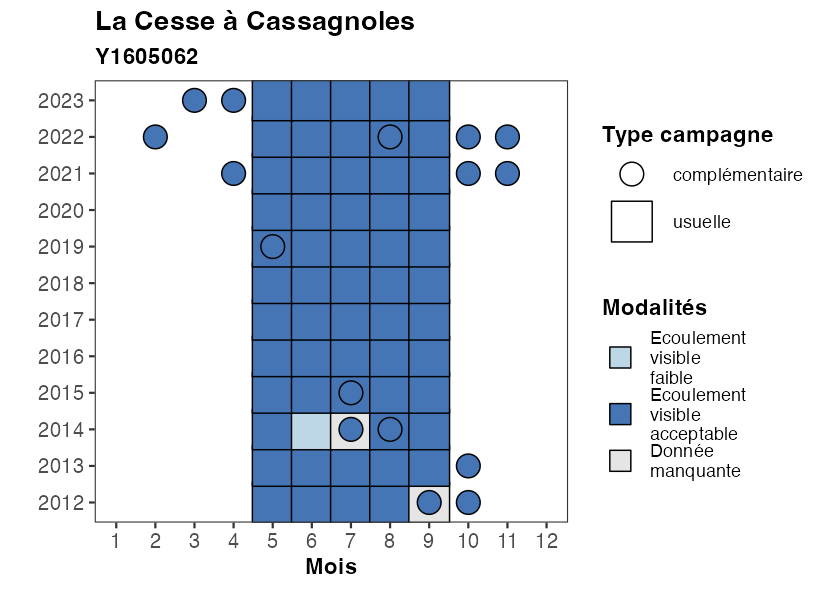 La Cesse à Cassagnoles
Y1605062
2023
2022
2021
2020
2019
2018
2017
2016
2015
2014
2013
2012
1 2 3 4 5 6 7 8 9 10 11 12
Mois
Type campagne
complémentaire
usuelle
Modalités
Ecoulement
visible
faible
Ecoulement
visible
acceptable
Donnée
manquante